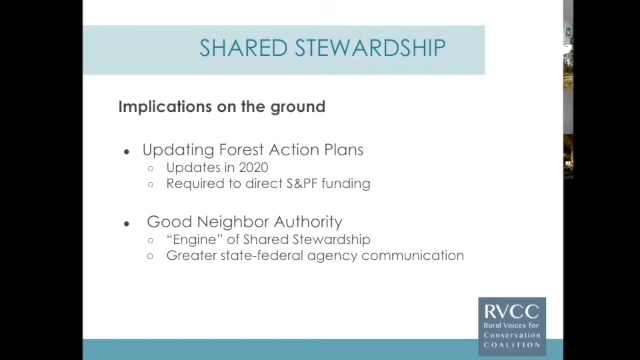 SHARED STEWARDSHIP
Implications on the ground
● Updating Forest Action Plans
○ Updates in 2020
○ Required to direct S&PF funding
● Good Neighbor Authority
○ “Engine” of Shared Stewardship
○ Greater state-federal agency communication
RVCC
Rural Voices for
Conservation
COALITION